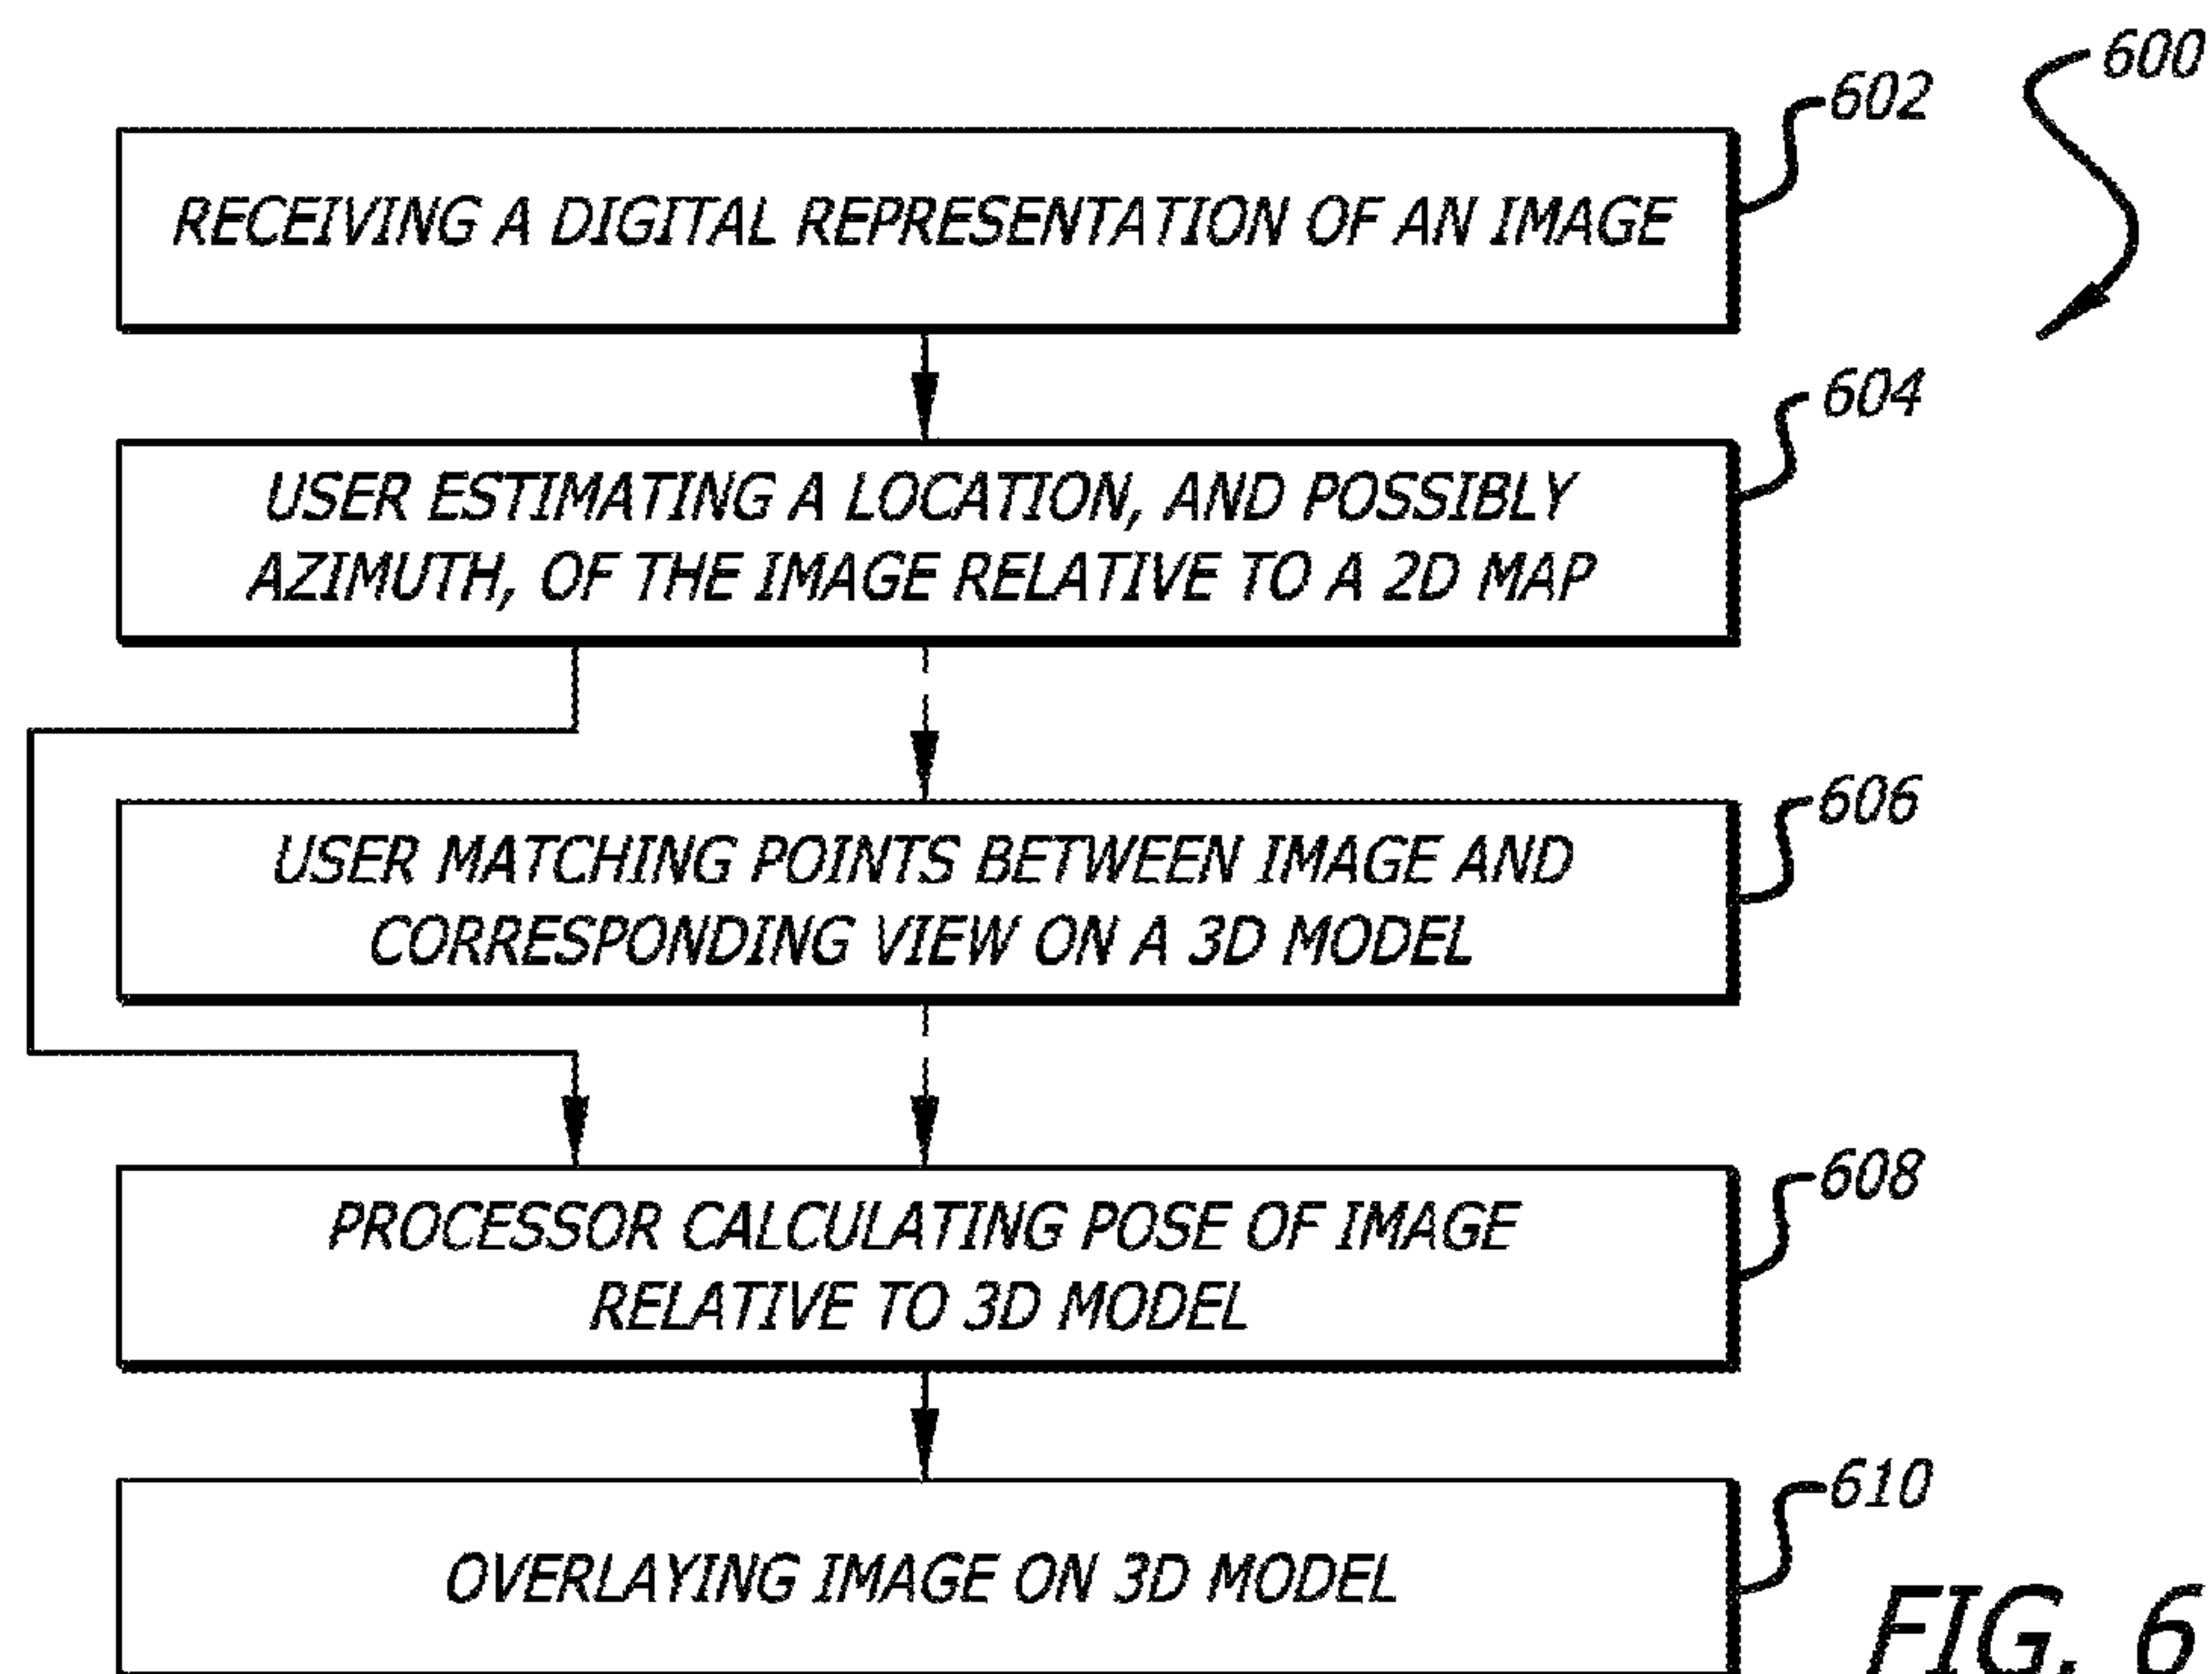 600
602
RECEIVING A DIGITAL REPRESENTATION OF AN IMAGE
604
USER ESTIMATING A LOCATION, AND POSSIBLY
AZIMUTH, OF THE IMAGE RELATIVE TO A 2D MAP
606
USER MATCHING POINTS BETWEEN IMAGE AND
CORRESPONDING VIEW ON A 3D MODEL
608
PROCESSOR CALCULATING POSE OF IMAGE
RELATIVE TO 3D MODEL
610
OVERLAYING IMAGE ON 3D MODEL
FIG. 6